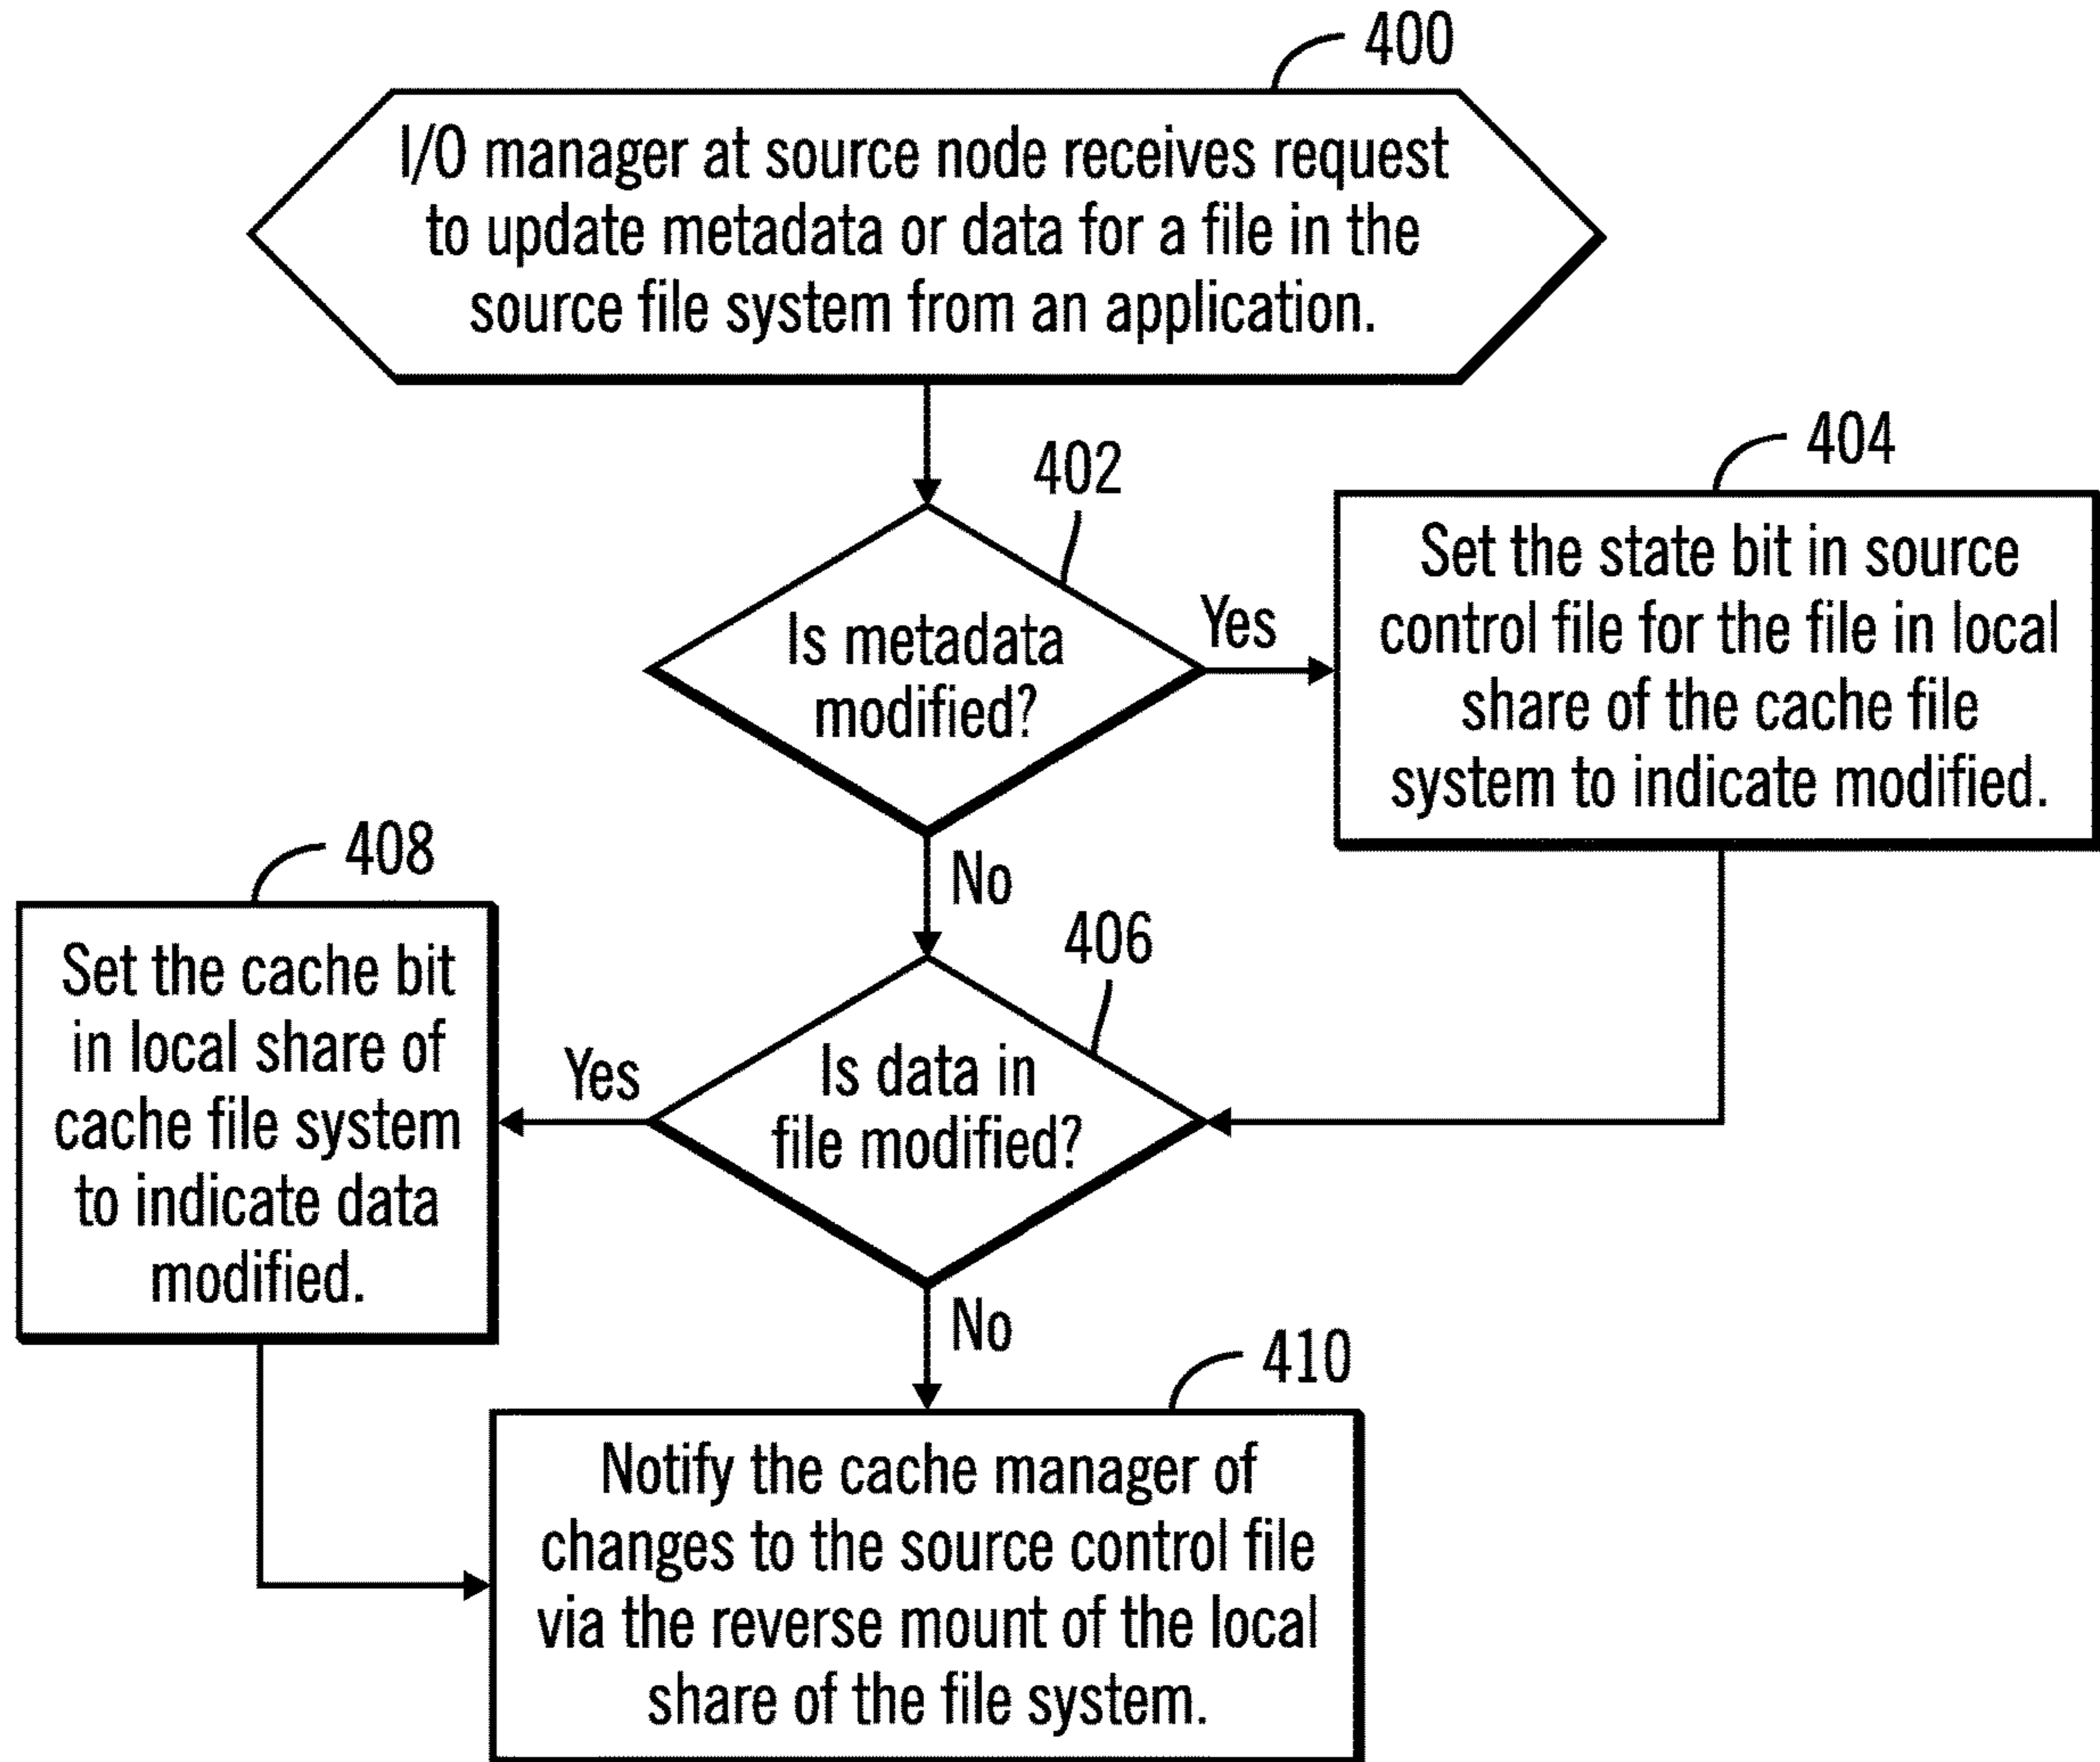 400
I/O manager at source node receives request
to update metadata or data for a file in the
source file system from an application.
402
Is metadata
modified?
Yes
404
Set the state bit in source
control file for the file in local
share of the cache file
system to indicate modified.
No
406
Is data in
file modified?
Yes
408
Set the cache bit
in local share of
cache file system
to indicate data
modified.
No
410
Notify the cache manager of
changes to the source control file
via the reverse mount of the local
share of the file system.